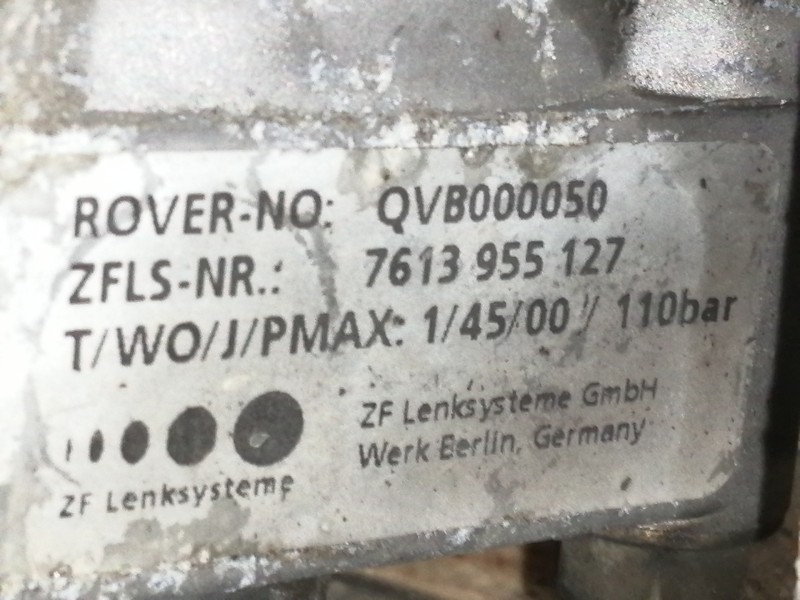 ROVER-NO: QVB000050
ZFLS-NR.: 7613 955 127
T/WO/J/PMAX: 1/45/00 / 110bar
ZF Lenksysteme GmbH
Werk Berlin, Germany
ZF Lenksysteme